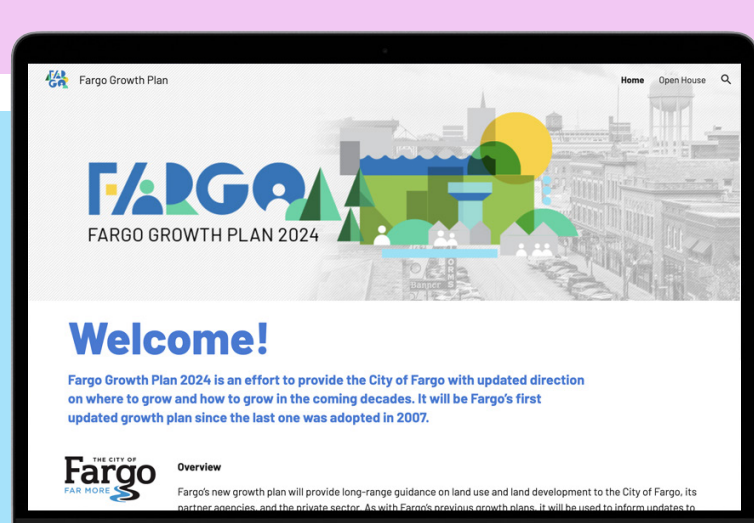 FARGO
Fargo Growth Plan
Home Open House
FARGO
FARGO GROWTH PLAN 2024
Banner
ORMS
Welcome!
Fargo Growth Plan 2024 is an effort to provide the City of Fargo with updated direction
on where to grow and how to grow in the coming decades. It will be Fargo's first
updated growth plan since the last one was adopted in 2007.
THE CITY OF
Fargo
FAR MORE
Overview
Fargo's new growth plan will provide long-range guidance on land use and land development to the City of Fargo, its
partner agencies, and the private sector. As with Fargo's previous growth plans, it will be used to inform updates to